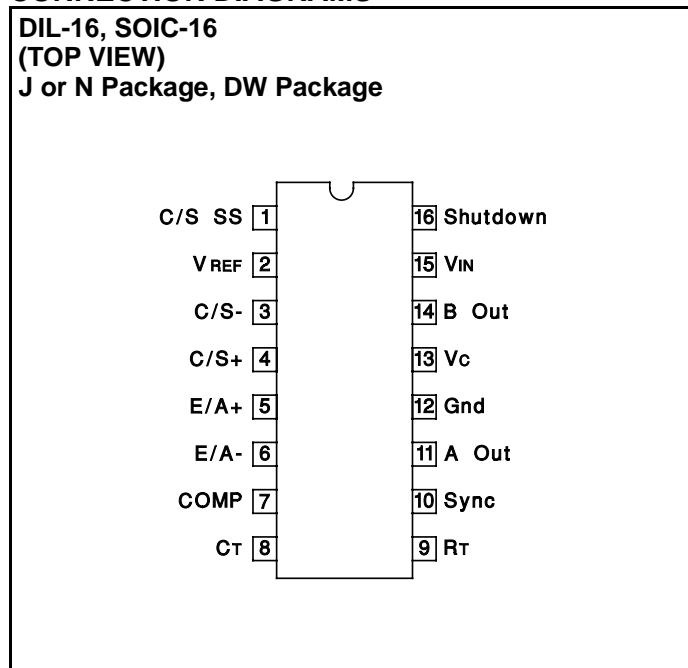 DIL-16, SOIC-16
(TOP VIEW)
J or N Package, DW Package
C/S SS 1 16 Shutdown
VREF 2 15 VIN
C/S- 3 14 B Out
C/S+ 4 13 VC
E/A+ 5 12 Gnd
E/A- 6 11 A Out
COMP 7 10 Sync
CT 8 9 RT